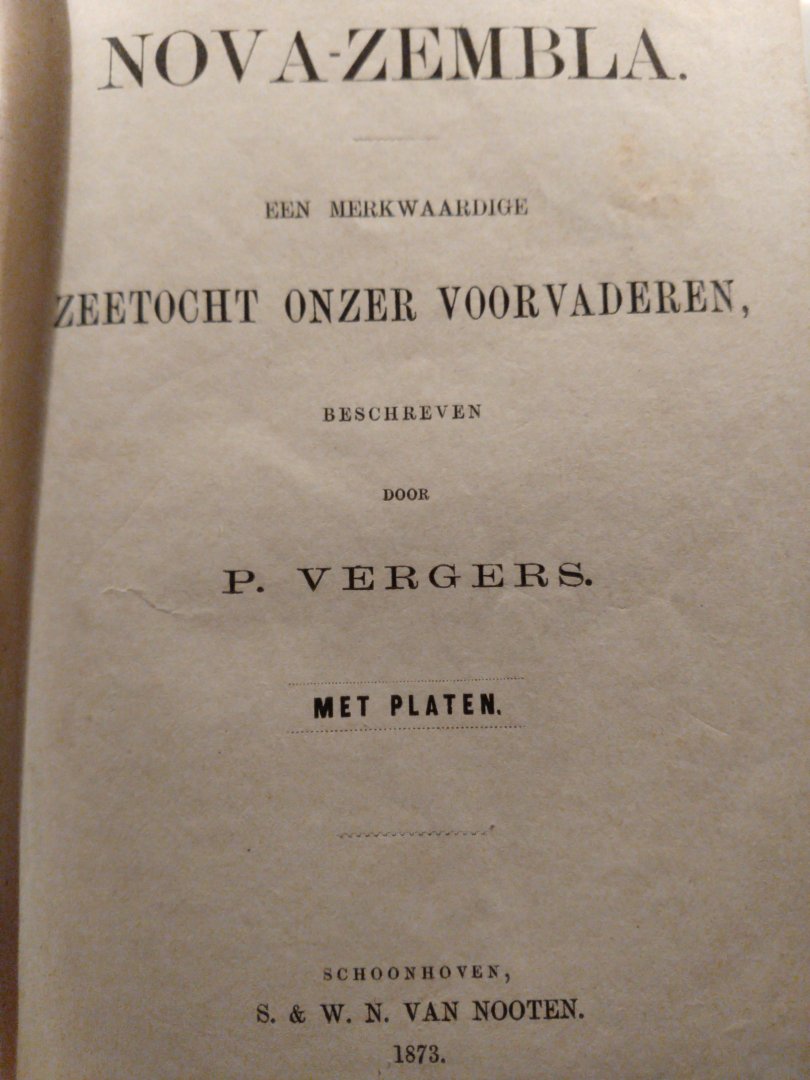 NOVA-ZEMBLA.
EEN MERKWAARDIGE
ZEETOCHT ONZER VOORVADEREN,
BESCHREVEN
DOOR
P. VERGERS.
MET PLATEN.
SCHOONHOVEN,
S. & W. N. VAN NOOTEN.
1873.